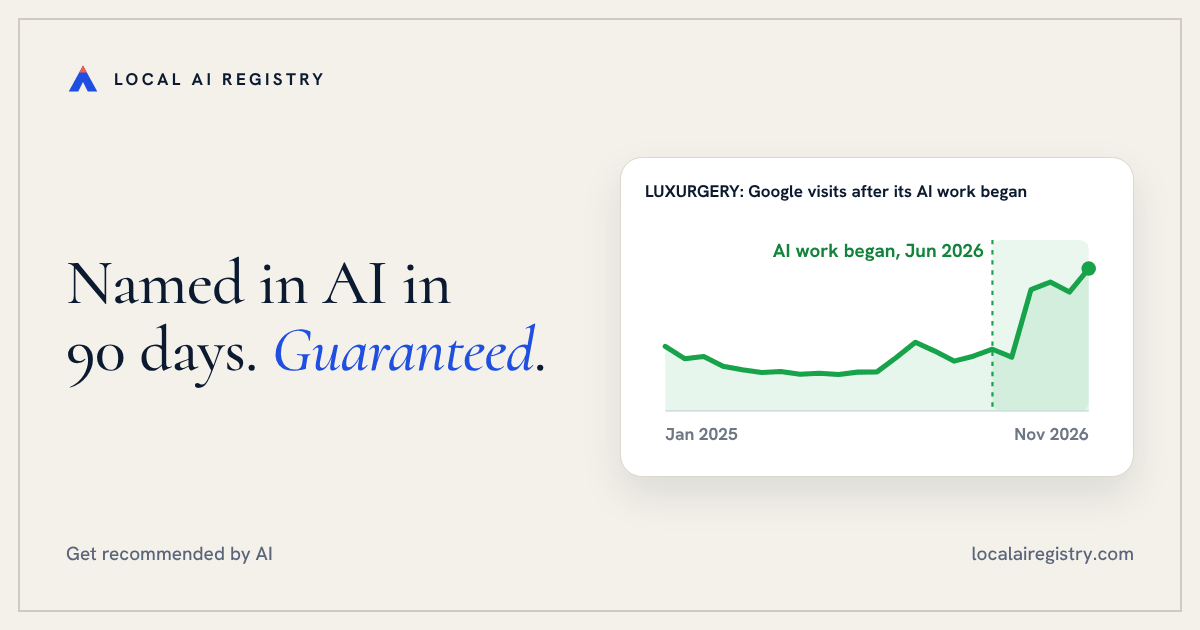 LOCAL AI REGISTRY
Named in AI in
90 days. Guaranteed.
LUXURGERY: Google visits after its AI work began
AI work began, Jun 2026
Jan 2025
Nov 2026
Get recommended by AI
localairegistry.com